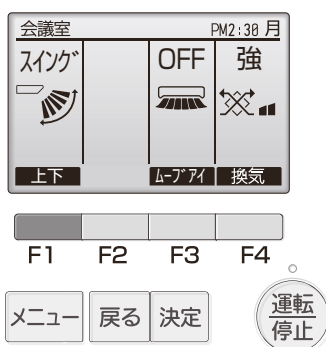 会議室 PM2:30 月
スイング OFF 強
上下 ムーブアイ 換気
F1 F2 F3 F4
メニュー 戻る 決定 運転
停止